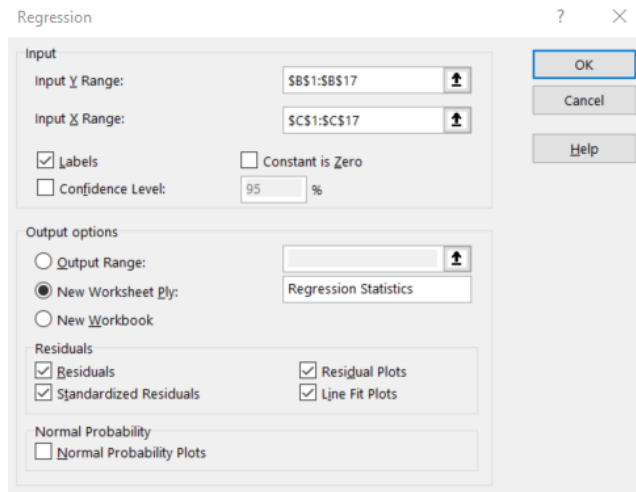 Regression ?
Input
Input Y Range: $B$1:$B$17
Input X Range: $C$1:$C$17
Labels Constant is Zero
Confidence Level: 95 %
OK
Cancel
Help
Output options
Output Range:
New Worksheet Ply: Regression Statistics
New Workbook
Residuals
Residuals Residual Plots
Standardized Residuals Line Fit Plots
Normal Probability
Normal Probability Plots